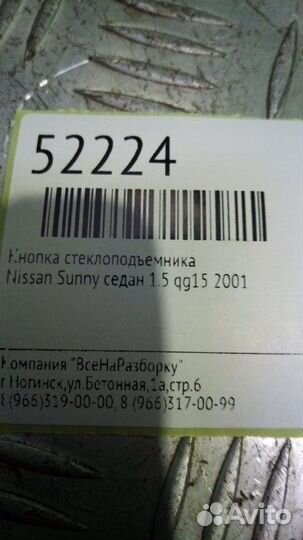 52224
Кнопка стеклоподъемника
Nissan Sunny седан 1.5 qg15 2001
Компания "ВсеНаРазборку"
г.Ногинск,ул.Бетонная,1а,стр.6
8 (966)319-00-00, 8 (966)317-00-99
Avito